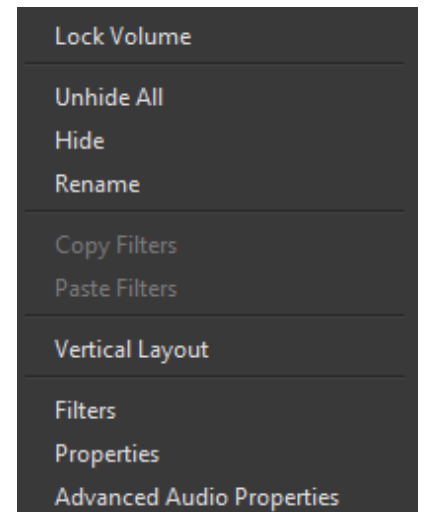 Lock Volume
Unhide All
Hide
Rename
Copy Filters
Paste Filters
Vertical Layout
Filters
Properties
Advanced Audio Properties